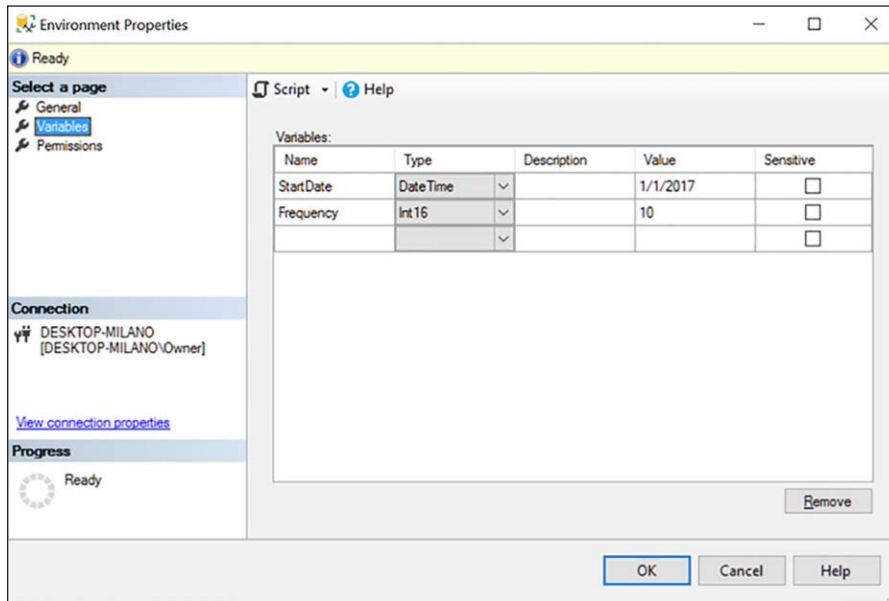 Environment Properties
Ready
Select a page
General
Variables
Permissions
Script
Help
Variables:
Name Type Description Value Sensitive
StartDate DateTime 1/1/2017
Frequency Int16 10
Connection
DESKTOP-MILANO
[DESKTOP-MILANO\Owner]
View connection properties
Progress
Ready
Remove
OK Cancel Help